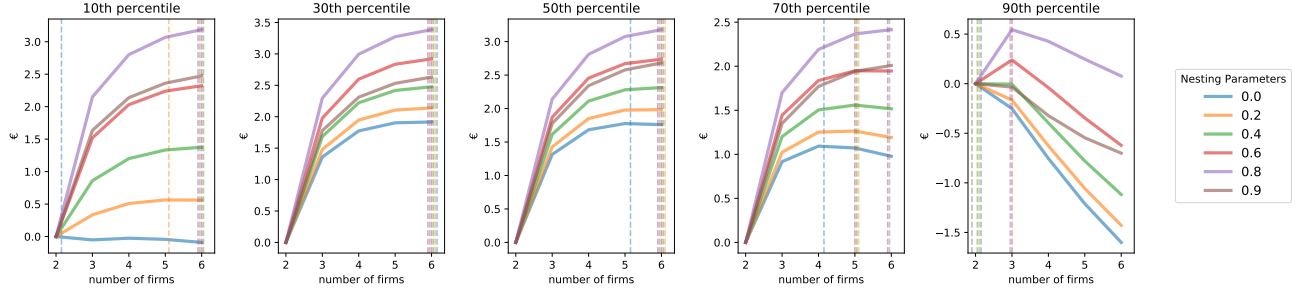 10th percentile
30th percentile
50th percentile
70th percentile
90th percentile
€
3.0
2.5
2.0
1.5
1.0
0.5
0.0
2 3 4 5 6
number of firms
€
3.5
3.0
2.5
2.0
1.5
1.0
0.5
0.0
2 3 4 5 6
number of firms
€
3.0
2.5
2.0
1.5
1.0
0.5
0.0
2 3 4 5 6
number of firms
€
2.5
2.0
1.5
1.0
0.5
0.0
2 3 4 5 6
number of firms
€
0.5
0.0
−0.5
−1.0
−1.5
2 3 4 5 6
number of firms
Nesting Parameters
0.0
0.2
0.4
0.6
0.8
0.9